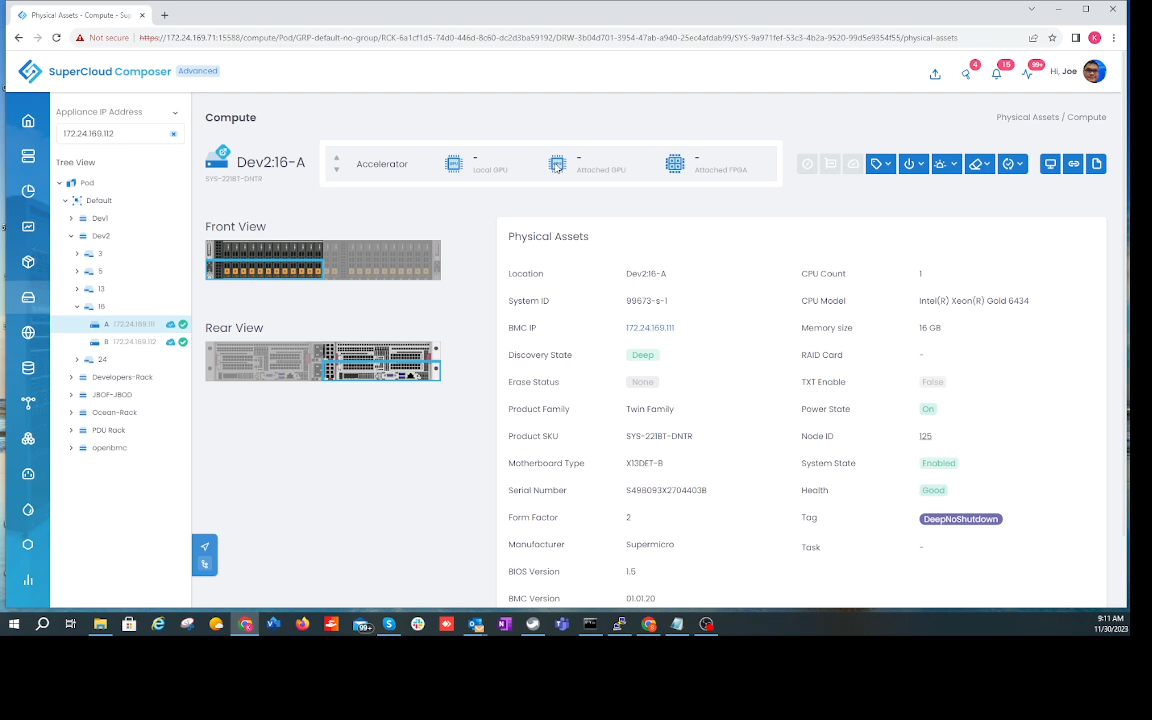 Physical Assets - Compute - Sup
Not secure https://172.24.169.71:15588/compute/Pod/GRP-default-no-group/RCK-6a1cf1d5-74d0-446d-8c60-dc2d3ba59192/DRW-3b04d701-3954-47ab-a940-25ec4afdab99/SYS-9a971fef-53c3-4b2a-9520-99d5e9354f55/physical-assets
SuperCloud Composer Advanced
4 15 99+ Hi, Joe
Appliance IP Address
172.24.169.112
Tree View
Pod
Default
Dev1
Dev2
3
5
13
16
A 172.24.169.111
B 172.24.169.112
24
Developers-Rack
JBOF-JBOD
Ocean-Rack
PDU Rack
openbmc
Compute
Physical Assets / Compute
Dev2:16-A
SYS-221BT-DNTR
Accelerator
- Local GPU
- Attached GPU
- Attached FPGA
Front View
Rear View
Physical Assets
Location Dev2:16-A CPU Count 1
System ID 99673-s-1 CPU Model Intel(R) Xeon(R) Gold 6434
BMC IP 172.24.169.111 Memory size 16 GB
Discovery State Deep RAID Card -
Erase Status None TXT Enable False
Product Family Twin Family Power State On
Product SKU SYS-221BT-DNTR Node ID 125
Motherboard Type X13DET-B System State Enabled
Serial Number S498093X2704403B Health Good
Form Factor 2 Tag DeepNoShutdown
Manufacturer Supermicro Task -
BIOS Version 1.5
BMC Version 01.01.20
99+
9:11 AM
11/30/2023